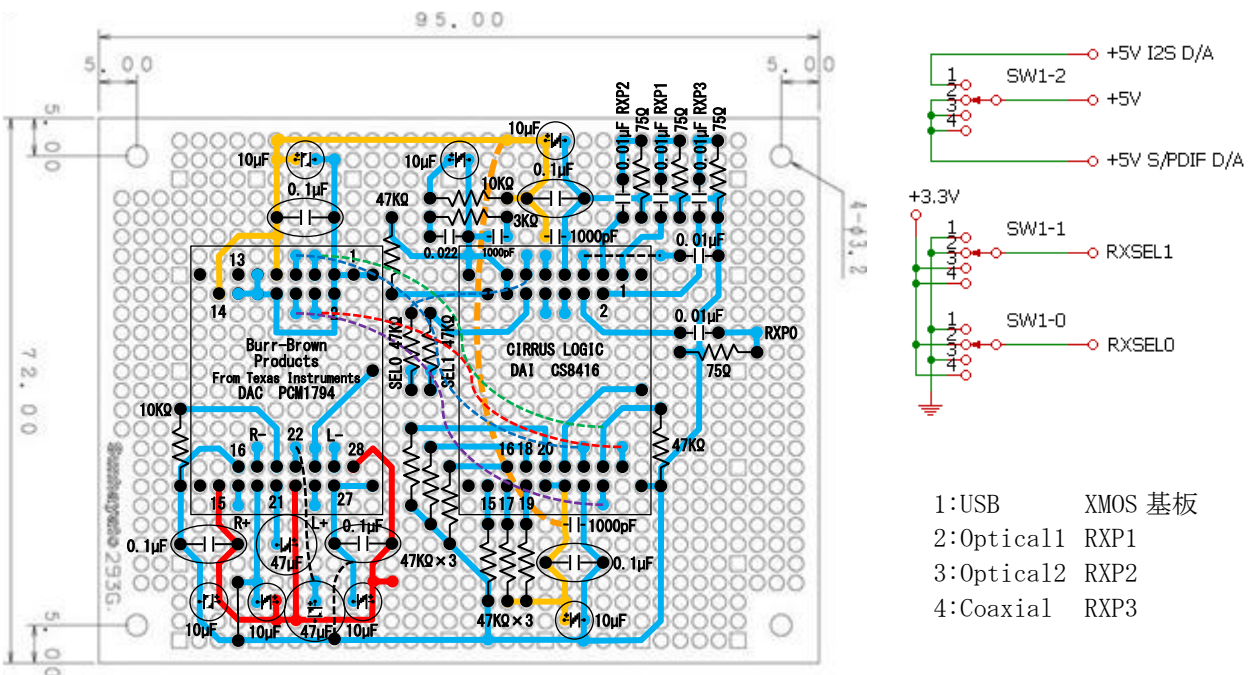 95.00
5.00
5.00
5.00
72.00
5.00
4-φ3.2
Sunhayato 293G
10μF
0.1μF
10μF
47KΩ
10KΩ
3KΩ
0.022
1000pF
10μF
0.1μF
1000pF
0.01μF RXP2
75Ω
0.01μF RXP1
75Ω
0.01μF RXP3
75Ω
0.01μF
0.01μF
RXP0
75Ω
13
1
14
2
Burr-Brown
Products
From Texas Instruments
DAC PCM1794
SEL0 47KΩ
SEL1 47KΩ
1
2
CIRRUS LOGIC
DAI CS8416
10KΩ
R-
22
L-
16
28
15
21
27
R+
L+
0.1μF
47μF
0.1μF
10μF
10μF
47μF
10μF
47KΩ×3
16 18 20
15 17 19
47KΩ
1000pF
0.1μF
47KΩ×3
10μF
+5V I2S D/A
SW1-2
1
2
3
4
+5V
+5V S/PDIF D/A
+3.3V
SW1-1
1
2
3
4
RXSEL1
SW1-0
1
2
3
4
RXSEL0
1:USB XMOS 基板
2:Optical1 RXP1
3:Optical2 RXP2
4:Coaxial RXP3